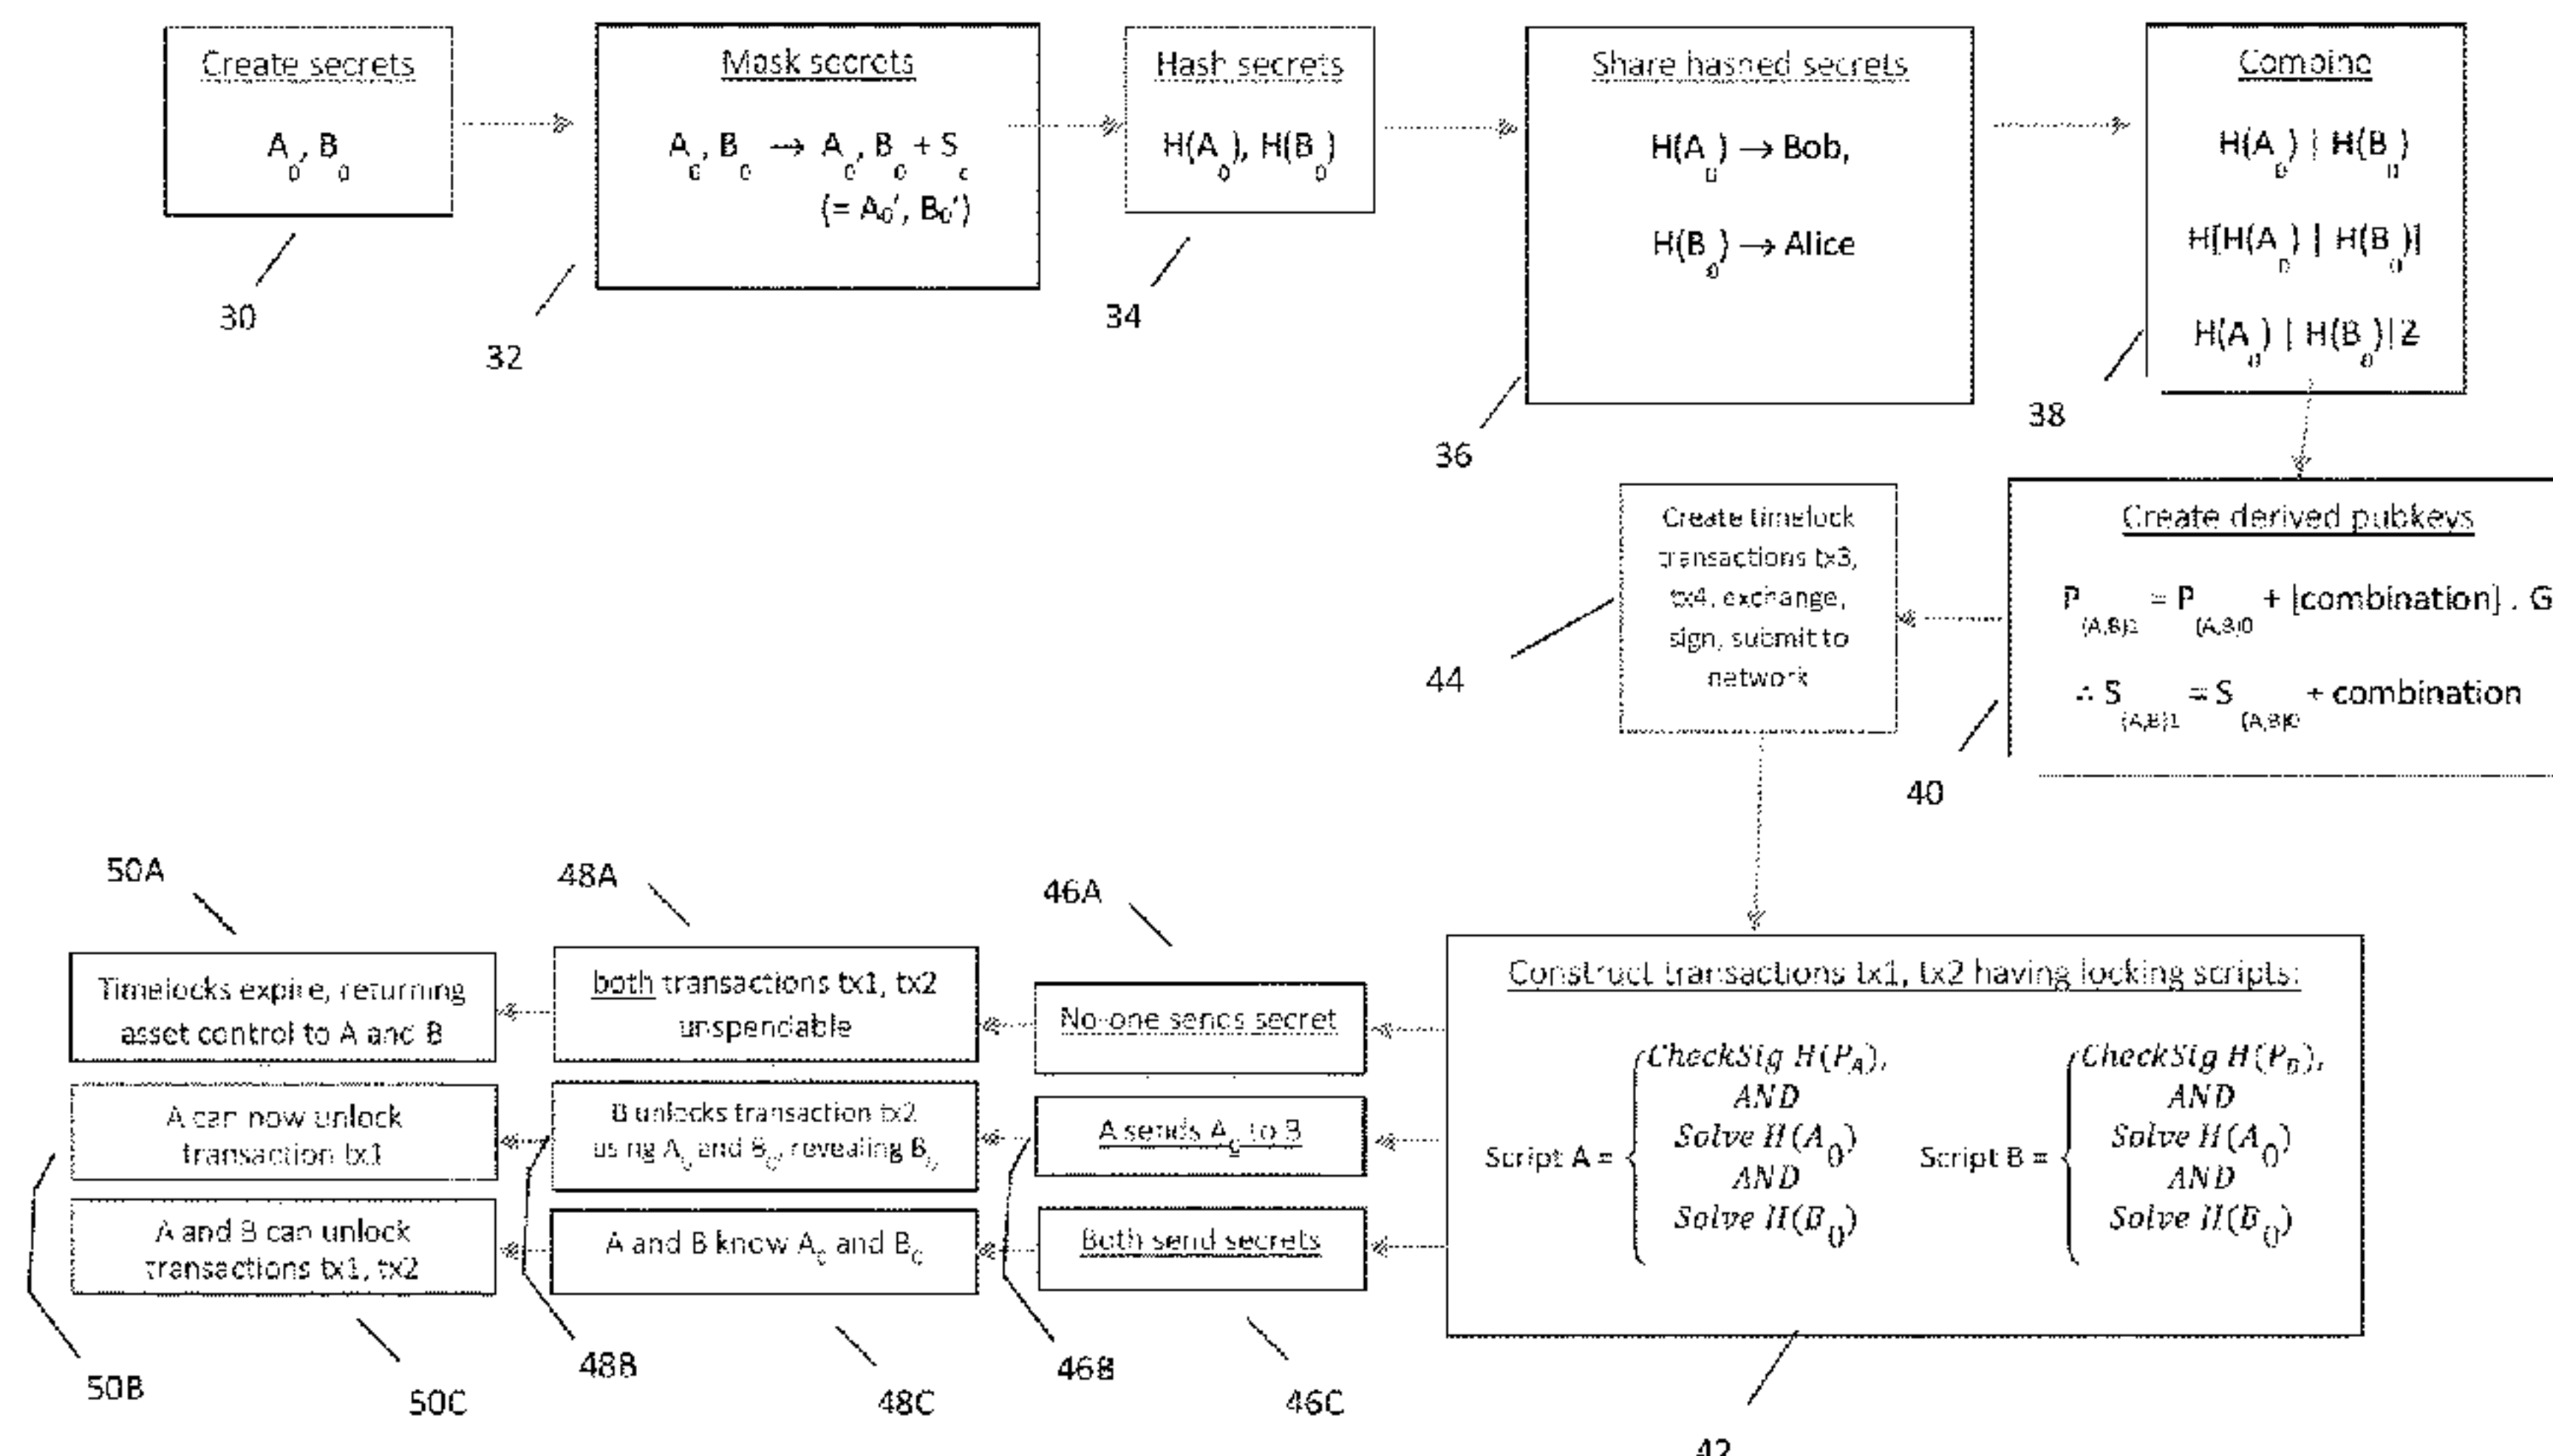 Create secrets
A₀, B₀
30
Mask secrets
A₀, B₀ → A₀, B₀ + S
(= A₀', B₀')
32
Hash secrets
H(A₀), H(B₀)
34
Share hashed secrets
H(A₀) → Bob,
H(B₀) → Alice
36
Combine
H(A₀) | H(B₀)
H[H(A₀) | H(B₀)]
H(A₀) | H(B₀)|2
38
Create derived pubkeys
P(A,B)1 = P(A,B)0 + [combination] . G
∴ S(A,B)1 = S(A,B)0 + combination
40
Create timelock
transactions tx3,
tx4, exchange,
sign, submit to
network
44
Construct transactions tx1, tx2 having locking scripts:
Script A =
CheckSig H(P_A),
AND
Solve H(A₀)
AND
Solve H(B₀)
Script B =
CheckSig H(P_B),
AND
Solve H(A₀)
AND
Solve H(B₀)
42
46A
No-one sends secret
A sends A₀ to B
46B
Both send secrets
46C
48A
both transactions tx1, tx2
unspendable
B unlocks transaction tx2
using A₀ and B₀, revealing B₀
48B
A and B know A₀ and B₀
48C
50A
Timelocks expire, returning
asset control to A and B
A can now unlock
transaction tx1
50B
A and B can unlock
transactions tx1, tx2
50C